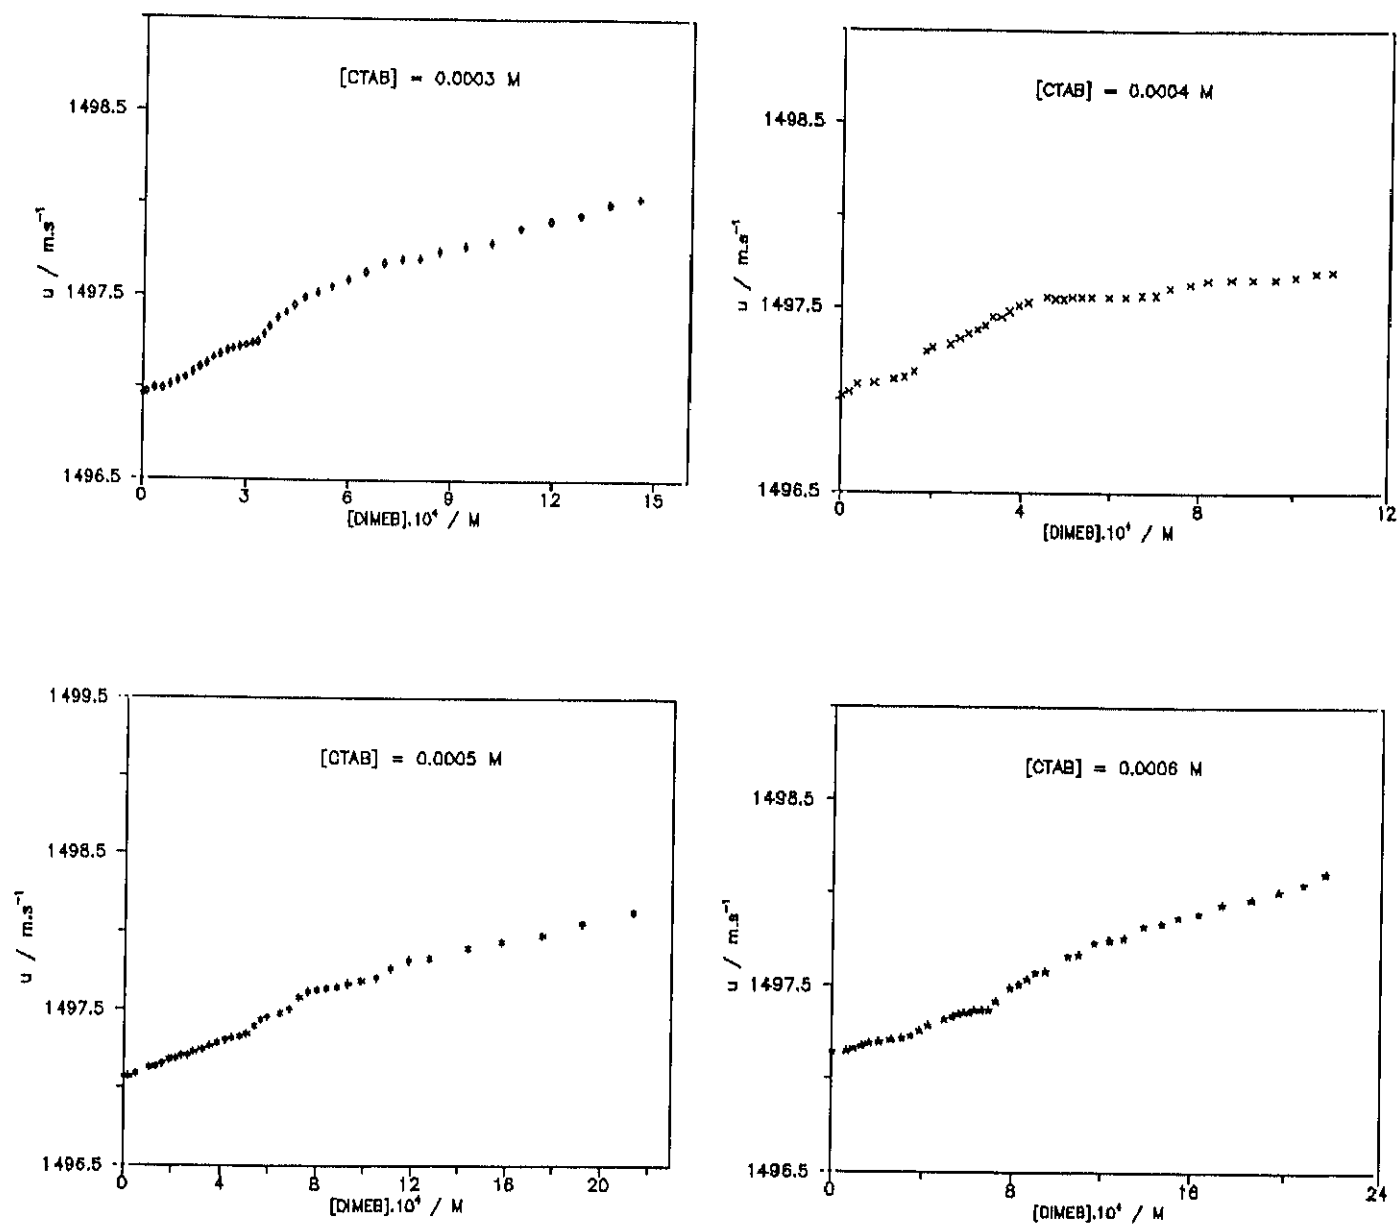 [CTAB] = 0.0003 M
1498.5
1497.5
1496.5
u / m.s⁻¹
0 3 6 9 12 15
[DIMEB].10⁴ / M
[CTAB] = 0.0004 M
1498.5
1497.5
1496.5
u / m.s⁻¹
0 4 8 12
[DIMEB].10⁴ / M
1499.5
[CTAB] = 0.0005 M
1498.5
1497.5
1496.5
u / m.s⁻¹
0 4 8 12 16 20
[DIMEB].10⁴ / M
[CTAB] = 0.0006 M
1498.5
1497.5
1496.5
u / m.s⁻¹
0 8 16 24
[DIMEB].10⁴ / M